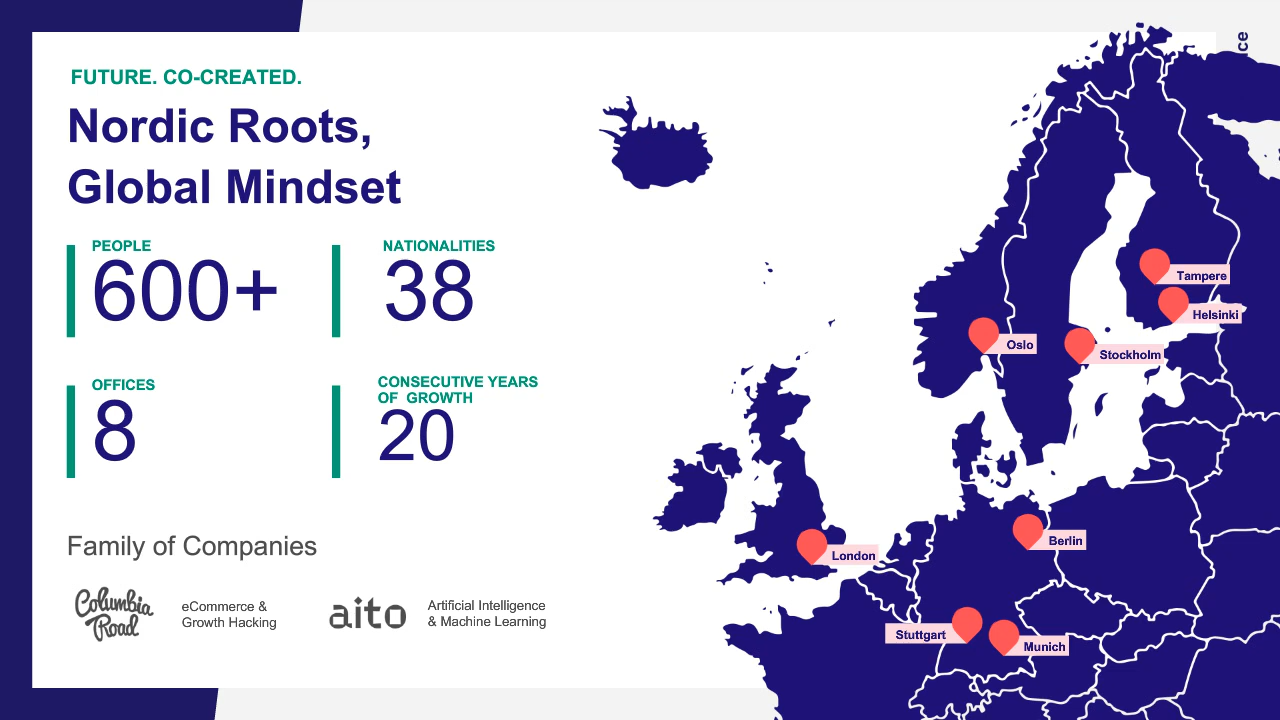 FUTURE. CO-CREATED.
Nordic Roots,
Global Mindset
PEOPLE
600+
NATIONALITIES
38
OFFICES
8
CONSECUTIVE YEARS
OF GROWTH
20
Family of Companies
Columbia
Road
eCommerce &
Growth Hacking
aito
Artificial Intelligence
& Machine Learning
Tampere
Helsinki
Oslo
Stockholm
Berlin
London
Stuttgart
Munich